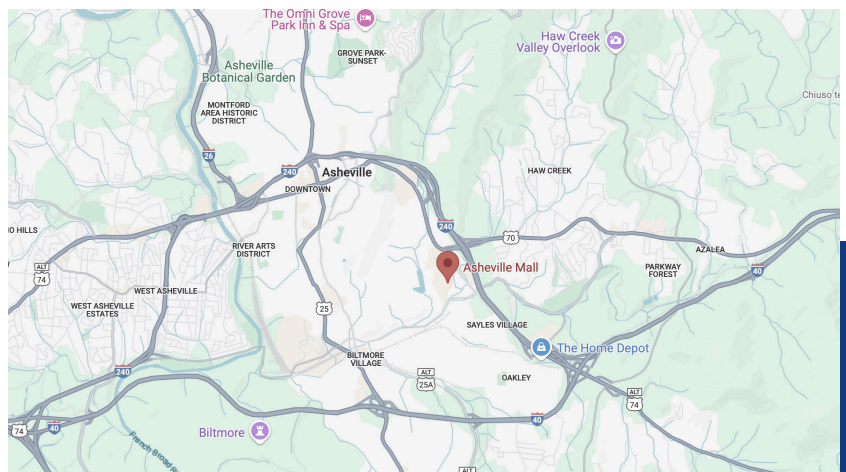 The Omni Grove
Park Inn & Spa
Haw Creek
Valley Overlook
GROVE PARK-
SUNSET
Asheville
Botanical Garden
Chiuso te
MONTFORD
AREA HISTORIC
DISTRICT
26
240
Asheville
HAW CREEK
DOWNTOWN
240
70
IO HILLS
RIVER ARTS
DISTRICT
AZALEA
ALT
74
Asheville Mall
PARKWAY
FOREST
40
WEST ASHEVILLE
WEST ASHEVILLE
ESTATES
25
SAYLES VILLAGE
The Home Depot
BILTMORE
VILLAGE
240
ALT
25A
OAKLEY
ALT
74
40
74
40
Biltmore
French Broad R
ALT